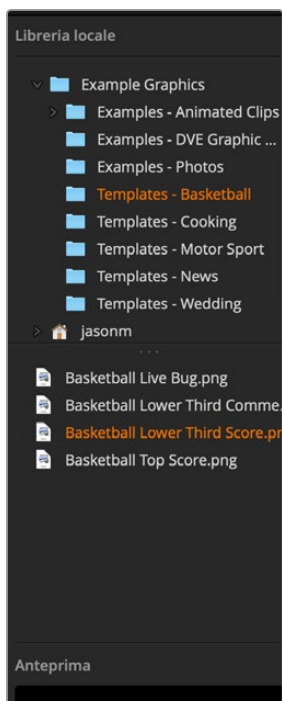 Libreria locale
Example Graphics
Examples - Animated Clips
Examples - DVE Graphic ...
Examples - Photos
Templates - Basketball
Templates - Cooking
Templates - Motor Sport
Templates - News
Templates - Wedding
jasonm
Basketball Live Bug.png
Basketball Lower Third Comme.
Basketball Lower Third Score.pr
Basketball Top Score.png
Anteprima